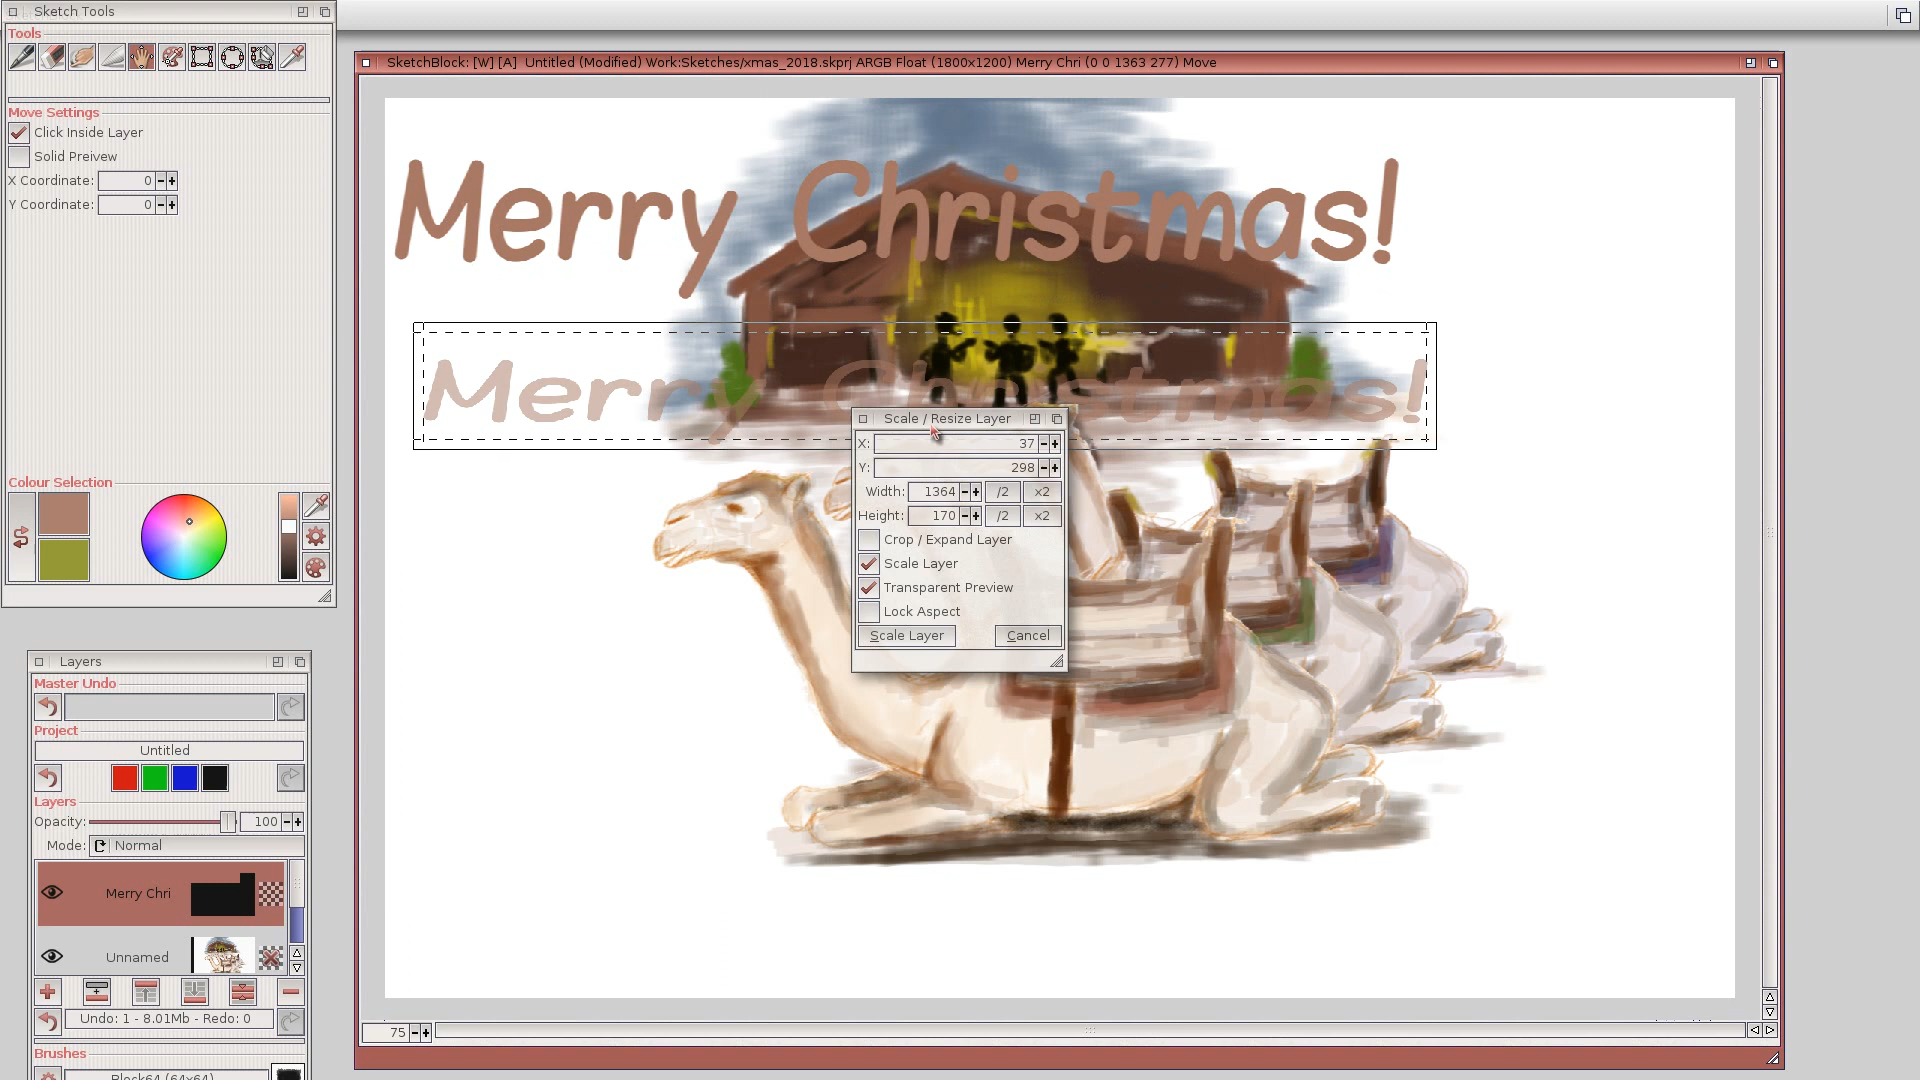 Sketch Tools
Tools
Move Settings
Click Inside Layer
Solid Preivew
X Coordinate: 0
Y Coordinate: 0
Colour Selection
Layers
Master Undo
Project
Untitled
Layers
Opacity: 100
Mode: Normal
Merry Chri
Unnamed
Undo: 1 - 8.01Mb - Redo: 0
Brushes
Block64 (64x64)
SketchBlock: [W] [A] Untitled (Modified) Work:Sketches/xmas_2018.skprj ARGB Float (1800x1200) Merry Chri (0 0 1363 277) Move
Merry Christmas!
Merry Christmas!
Scale / Resize Layer
X: 37
Y: 298
Width: 1364 /2 x2
Height: 170 /2 x2
Crop / Expand Layer
Scale Layer
Transparent Preview
Lock Aspect
Scale Layer Cancel
75